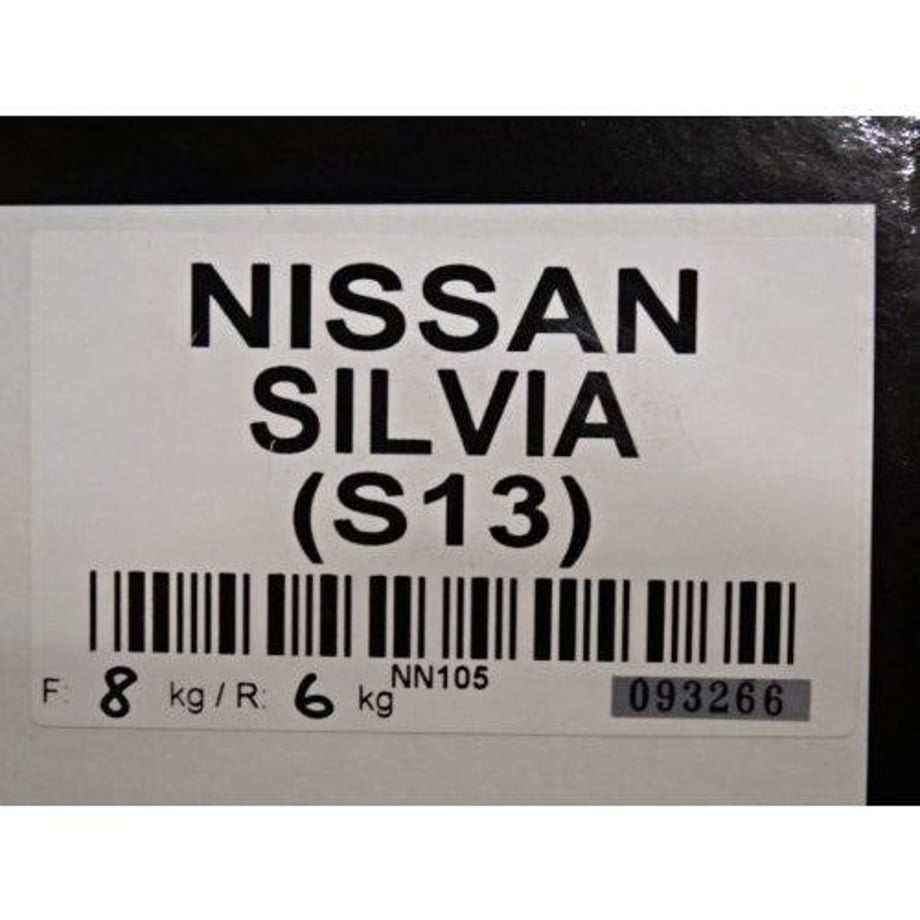 NISSAN
SILVIA
(S13)
NN105
F: 8 kg / R: 6 kg
093266